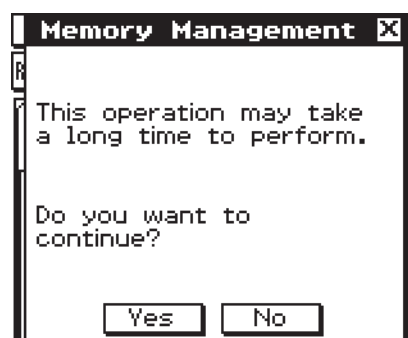 Memory Management X
R
This operation may take
a long time to perform.
Do you want to
continue?
Yes No